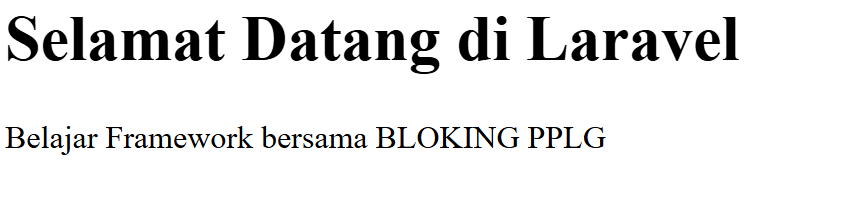 Selamat Datang di Laravel
Belajar Framework bersama BLOKING PPLG